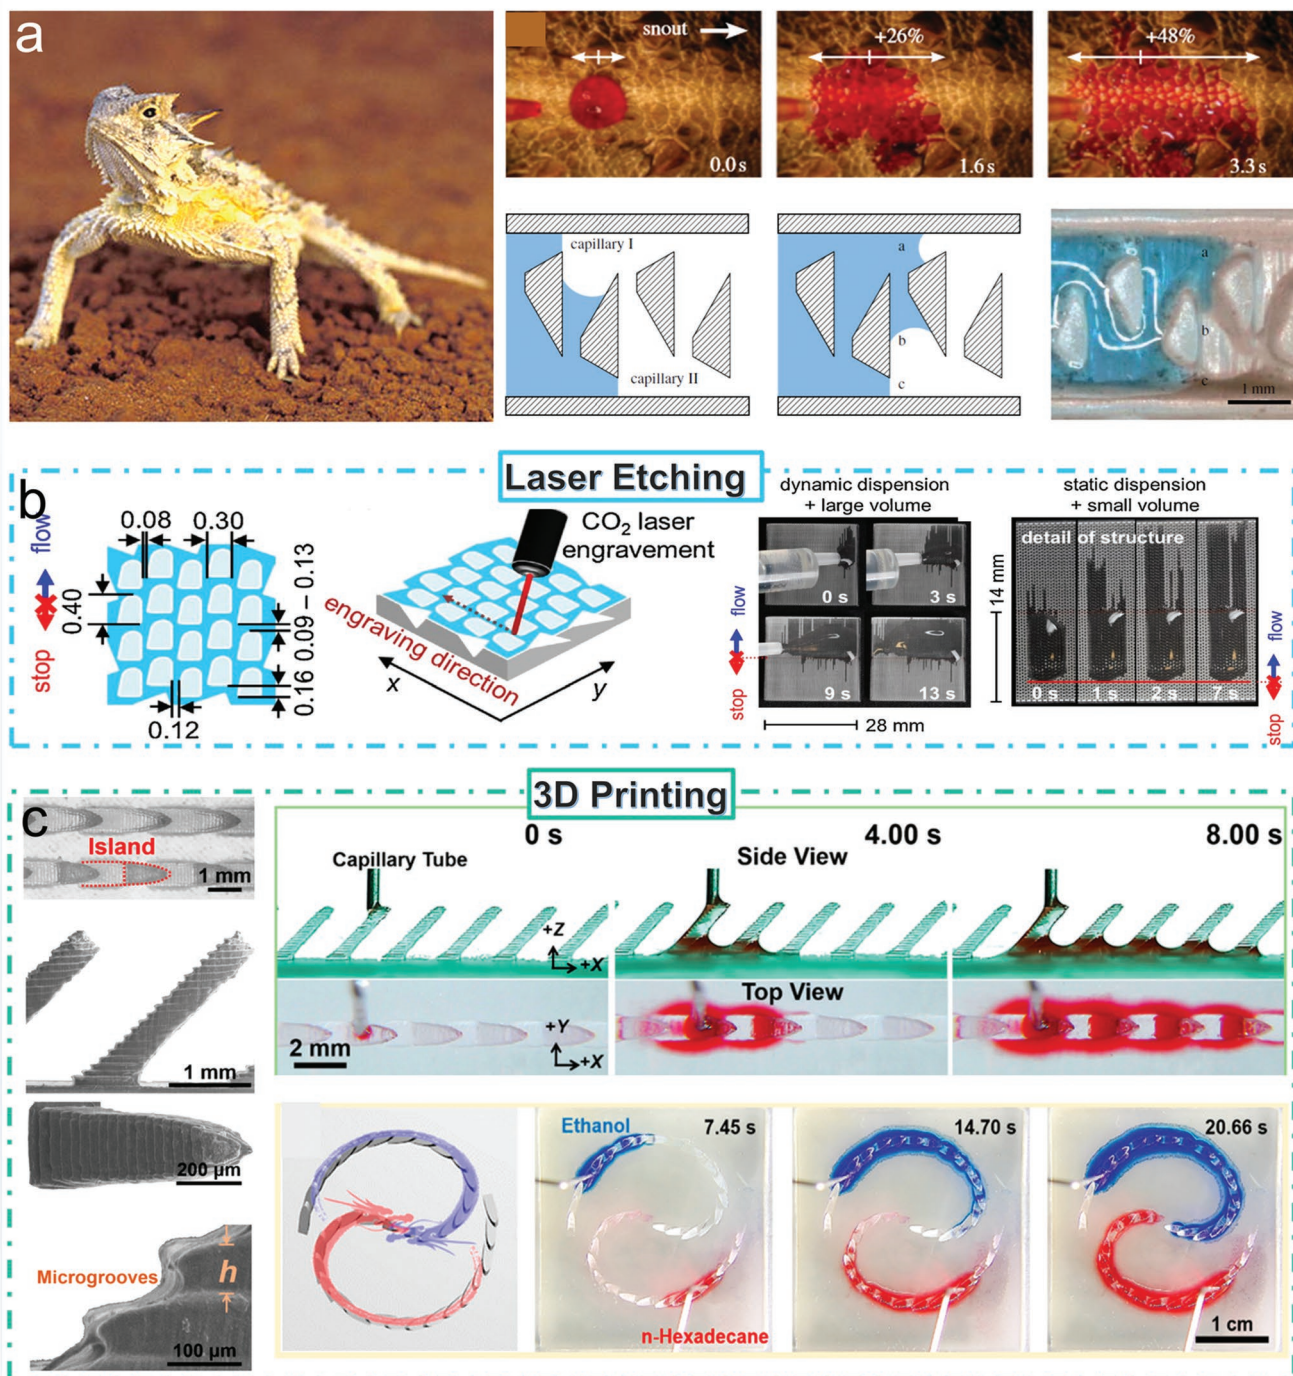 a
snout
0.0 s
+26%
1.6 s
+48%
3.3 s
capillary I
capillary II
a
b
c
a
b
c
1 mm
b
Laser Etching
flow
stop
0.08
0.30
0.40
0.09 – 0.13
0.16
0.12
CO₂ laser
engravement
engraving direction
x
y
dynamic dispension
+ large volume
0 s
3 s
9 s
13 s
flow
stop
28 mm
static dispension
+ small volume
detail of structure
14 mm
0 s
1 s
2 s
7 s
flow
stop
c
3D Printing
Island
1 mm
1 mm
200 µm
Microgrooves
h
100 µm
0 s
4.00 s
8.00 s
Capillary Tube
Side View
+Z
+X
Top View
+Y
+X
2 mm
Ethanol
7.45 s
14.70 s
20.66 s
n-Hexadecane
1 cm